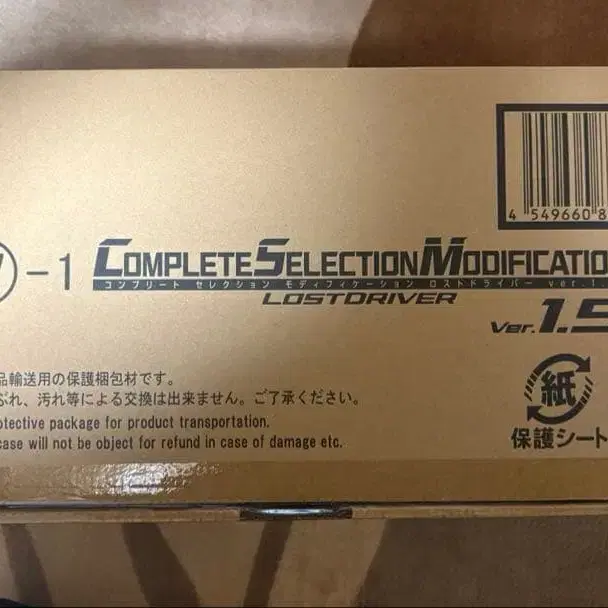 4 549660 8
-1 COMPLETE SELECTION MODIFICATIO
コンプリート セレクション モディフィケーション ロストドライバー ver.1.
LOSTDRIVER
Ver.1.5
品輸送用の保護梱包材です。
ぶれ、汚れ等による交換は出来ません。ご了承ください。
otective package for product transportation.
case will not be object for refund in case of damage etc.
紙
保護シート